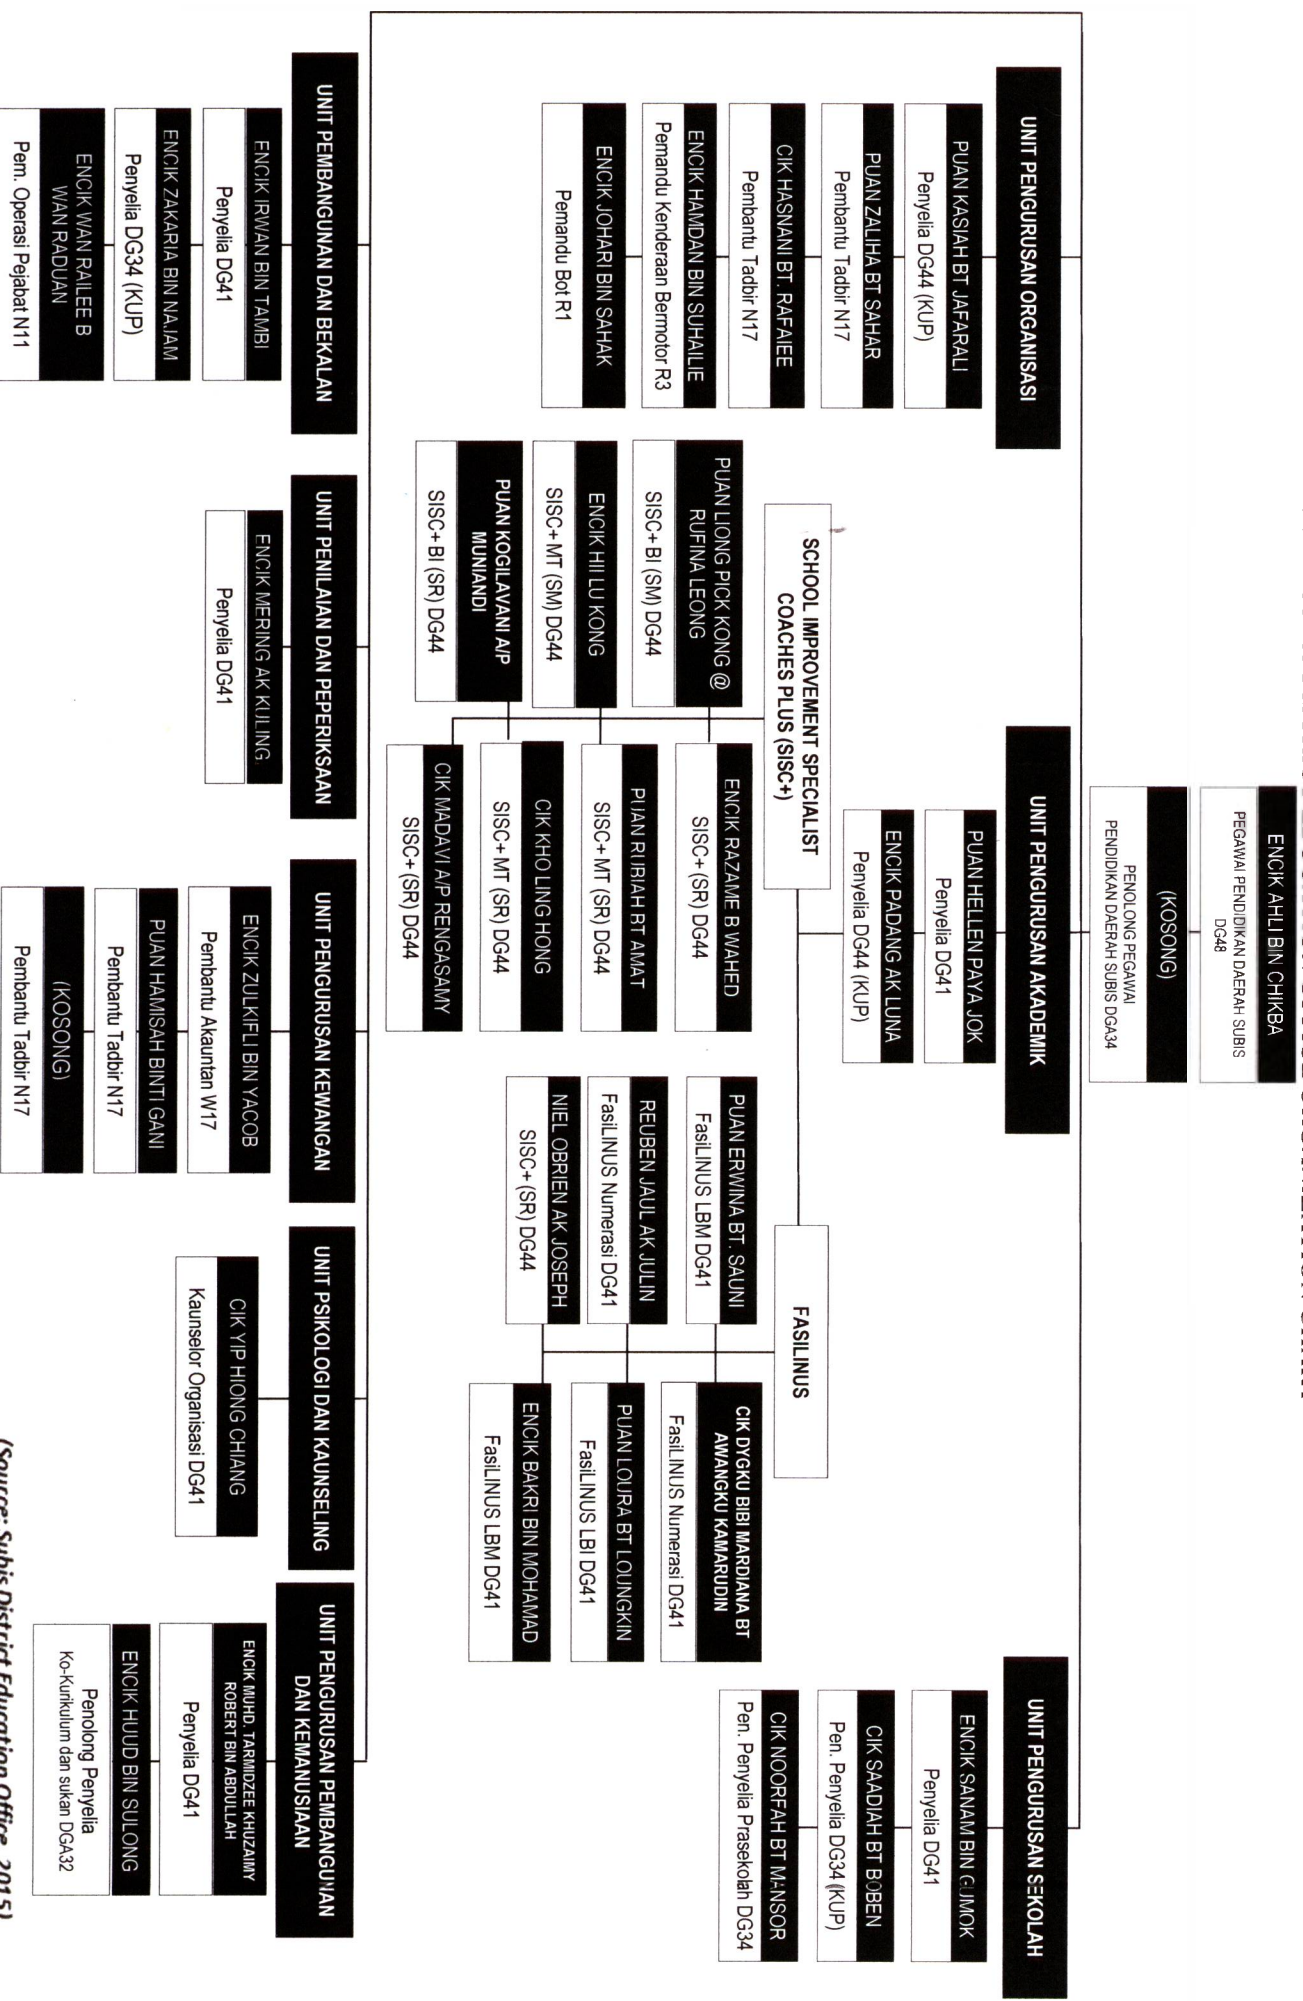 ENCIK AHLI BIN CHIKBA
PEGAWAI PENDIDIKAN DAERAH SUBIS
DG48
(KOSONG)
PENOLONG PEGAWAI
PENDIDIKAN DAERAH SUBIS DGA34
UNIT PENGURUSAN ORGANISASI
PUAN KASIAH BT JAFARALI
Penyelia DG44 (KUP)
PUAN ZALIHA BT SAHAR
Pembantu Tadbir N17
CIK HASNANI BT. RAFAIEE
Pembantu Tadbir N17
ENCIK HAMDAN BIN SUHAILIE
Pemandu Kenderaan Bermotor R3
ENCIK JOHARI BIN SAHAK
Pemandu Bot R1
UNIT PENGURUSAN AKADEMIK
PUAN HELLEN PAYA JOK
Penyelia DG41
ENCIK PADANG AK LUNA
Penyelia DG44 (KUP)
SCHOOL IMPROVEMENT SPECIALIST
COACHES PLUS (SISC+)
PUAN LIONG PICK KONG @
RUFINA LEONG
SISC+ BI (SM) DG44
ENCIK HII LU KONG
SISC+ MT (SM) DG44
PUAN KOGILAVANI A/P
MUNIANDI
SISC+ BI (SR) DG44
ENCIK RAZAME B WAHED
SISC+ (SR) DG44
PUAN RUBIAH BT AMAT
SISC+ MT (SR) DG44
CIK KHO LING HONG
SISC+ MT (SR) DG44
CIK MADAVI A/P RENGASAMY
SISC+ (SR) DG44
FASILINUS
PUAN ERWINA BT. SAUNI
FasiLINUS LBM DG41
REUBEN JAUL AK JULIN
FasiLINUS Numerasi DG41
NIEL OBRIEN AK JOSEPH
SISC+ (SR) DG44
CIK DYGKU BIBI MARDIANA BT
AWANGKU KAMARUDIN
FasiLINUS Numerasi DG41
PUAN LOURA BT LOUNGKIN
FasiLINUS LBI DG41
ENCIK BAKRI BIN MOHAMAD
FasiLINUS LBM DG41
UNIT PENGURUSAN SEKOLAH
ENCIK SANAM BIN GUMOK
Penyelia DG41
CIK SAADIAH BT BOBEN
Pen. Penyelia DG34 (KUP)
CIK NOORFAH BT MANSOR
Pen. Penyelia Prasekolah DG34
UNIT PEMBANGUNAN DAN BEKALAN
ENCIK IRWAN BIN TAMBI
Penyelia DG41
ENCIK ZAKARIA BIN NAJAM
Penyelia DG34 (KUP)
ENCIK WAN RAILEE B
WAN RADUAN
Pem. Operasi Pejabat N11
UNIT PENILAIAN DAN PEPERIKSAAN
ENCIK MERING AK KULING
Penyelia DG41
UNIT PENGURUSAN KEWANGAN
ENCIK ZULKIFLI BIN YACOB
Pembantu Akauntan W17
PUAN HAMISAH BINTI GANI
Pembantu Tadbir N17
(KOSONG)
Pembantu Tadbir N17
UNIT PSIKOLOGI DAN KAUNSELING
CIK YIP HIONG CHIANG
Kaunselor Organisasi DG41
UNIT PENGURUSAN PEMBANGUNAN
DAN KEMANUSIAAN
ENCIK MUHD. TARMIDZEE KHUZAIMY
ROBERT BIN ABDULLAH
Penyelia DG41
ENCIK HUUD BIN SULONG
Penolong Penyelia
Ko-Kurikulum dan sukan DGA32
(Source: Subis District Education Office, 2015)